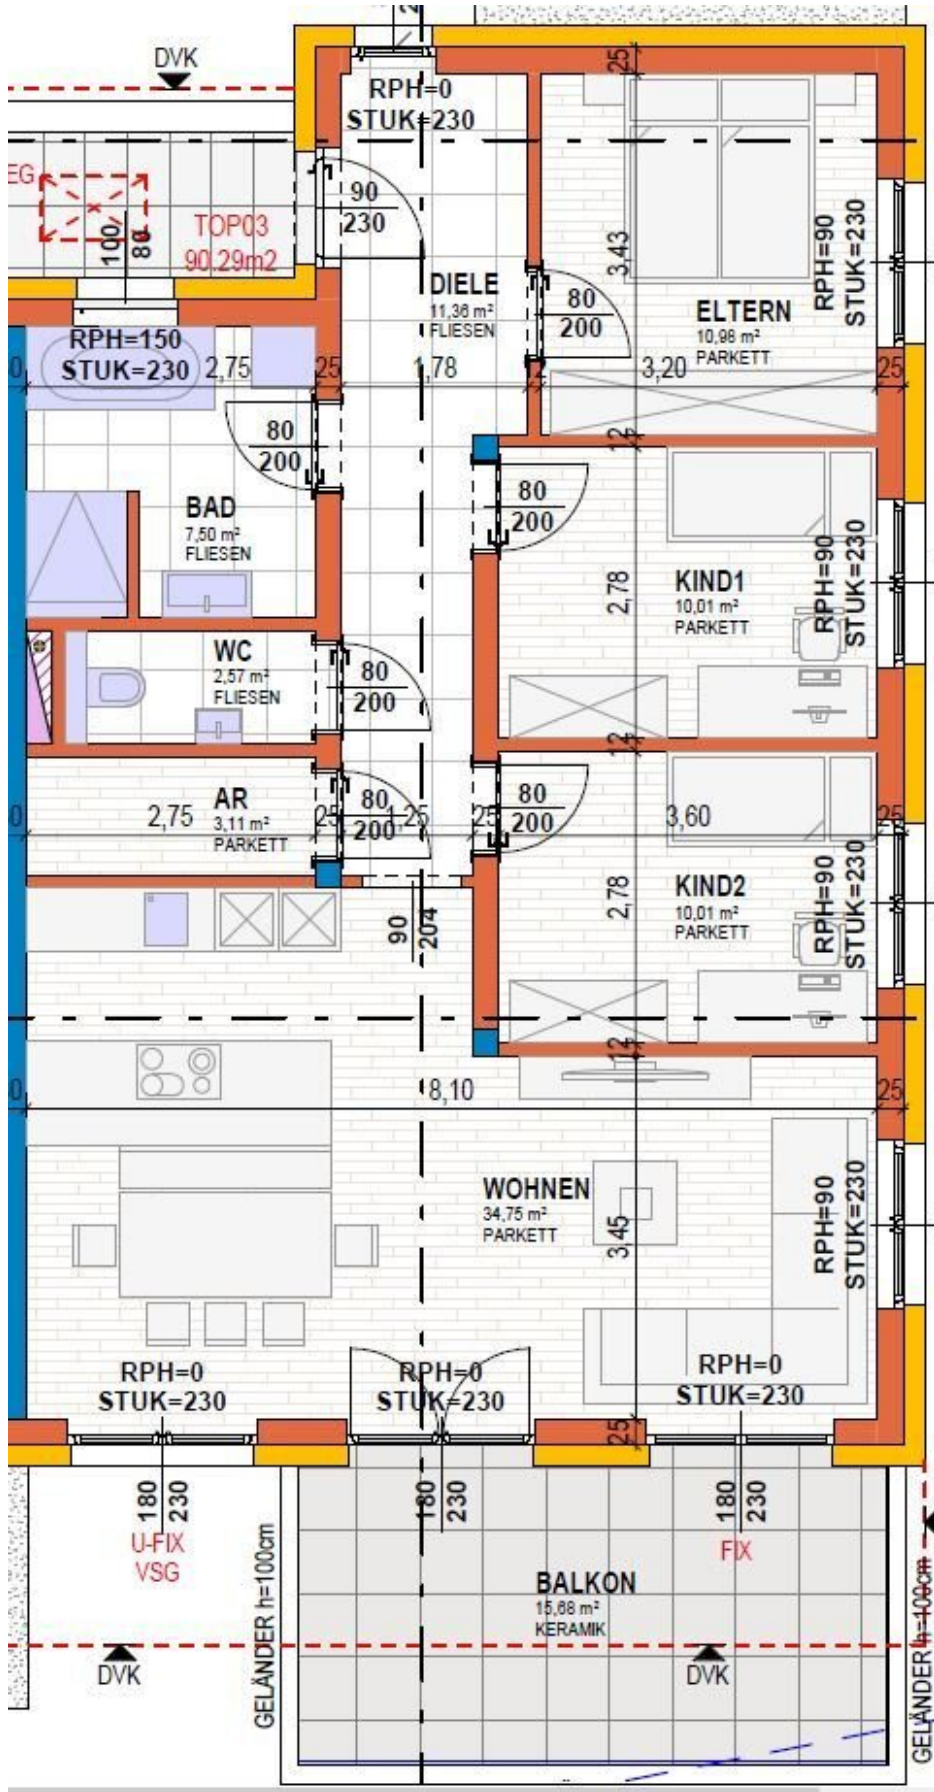 DVK
RPH=0
STUK=230
EG
TOP03
90.29m2
100
80
90
230
25
3,43
DIELE
11,36 m²
FLIESEN
80
200
ELTERN
10,98 m²
PARKETT
RPH=90
STUK=230
RPH=150
STUK=230
2,75
25
1,78
12
3,20
25
80
200
12
BAD
7,50 m²
FLIESEN
80
200
KIND1
10,01 m²
PARKETT
2,78
RPH=90
STUK=230
WC
2,57 m²
FLIESEN
80
200
12
AR
3,11 m²
PARKETT
2,75
25
80
200
1,25
25
80
200
3,60
25
KIND2
10,01 m²
PARKETT
2,78
RPH=90
STUK=230
90
204
12
8,10
25
WOHNEN
34,75 m²
PARKETT
3,45
RPH=90
STUK=230
RPH=0
STUK=230
RPH=0
STUK=230
RPH=0
STUK=230
25
180
230
U-FIX
VSG
180
230
180
230
FIX
GELÄNDER h=100cm
BALKON
15,68 m²
KERAMIK
GELÄNDER h=100cm
DVK
DVK